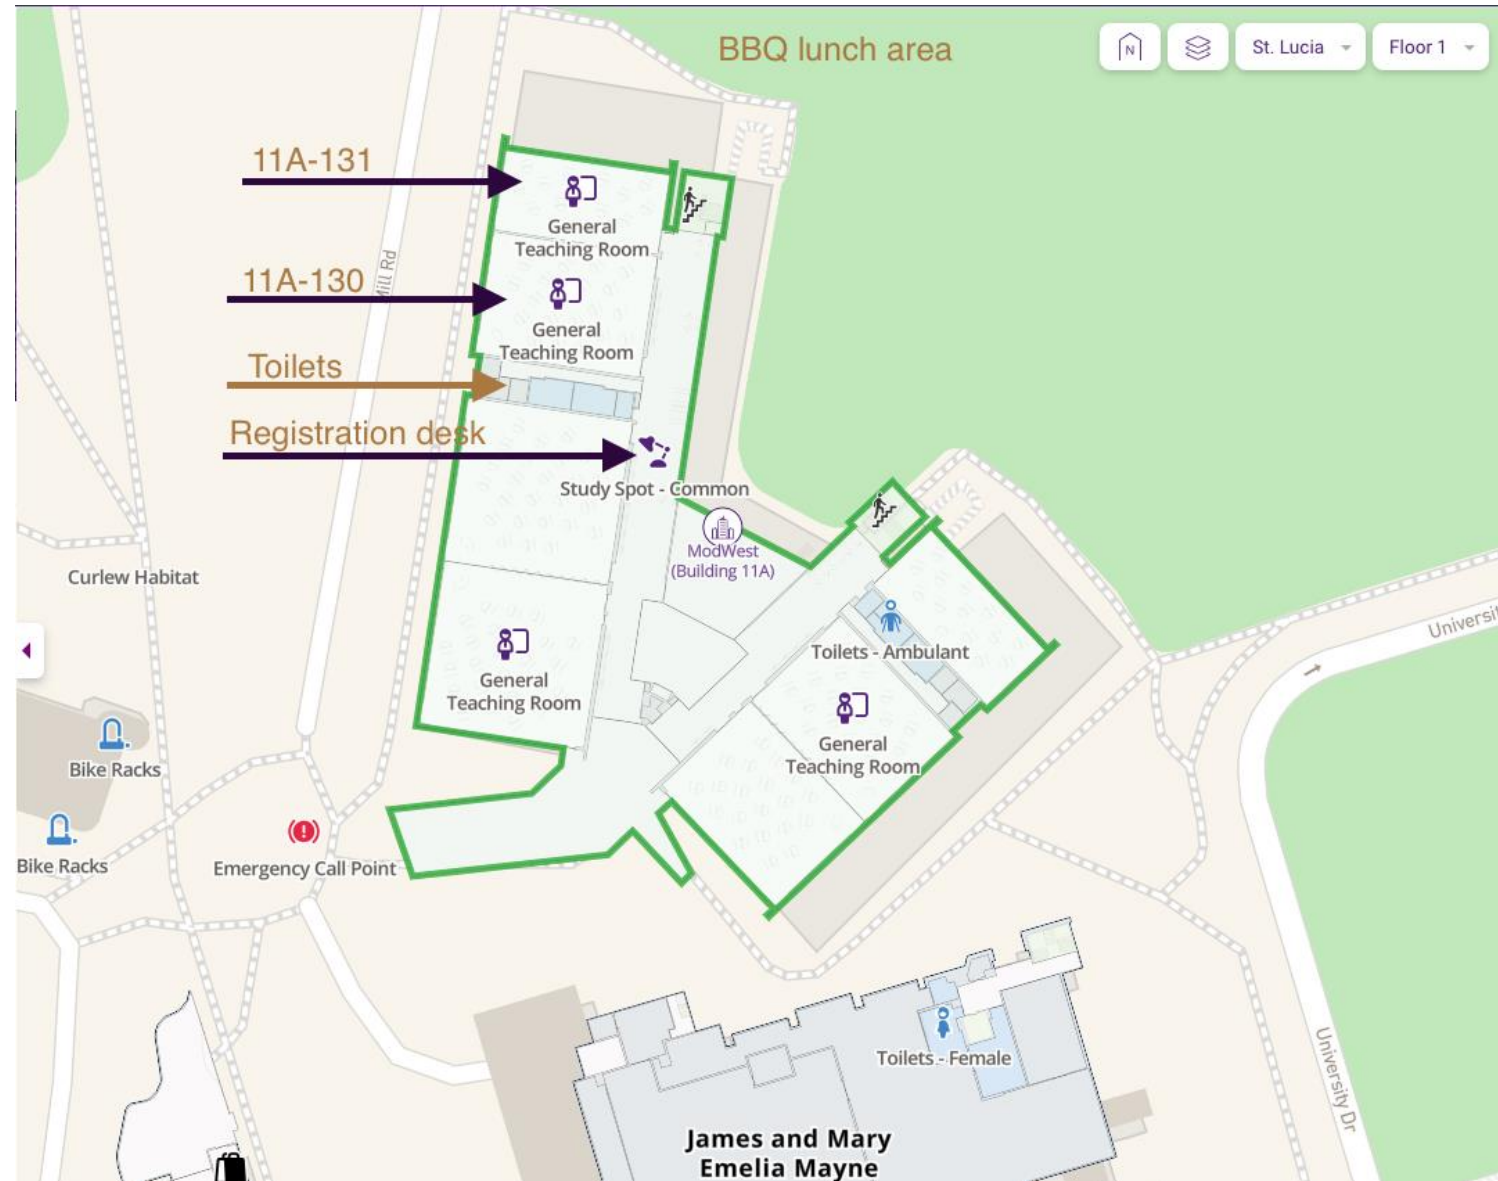 BBQ lunch area
N
St. Lucia
Floor 1
11A-131
General
Teaching Room
11A-130
Mill Rd
General
Teaching Room
Toilets
Registration desk
Study Spot - Common
ModWest
(Building 11A)
Curlew Habitat
Universit
Toilets - Ambulant
General
Teaching Room
General
Teaching Room
Bike Racks
Bike Racks
Emergency Call Point
Toilets - Female
University Dr
James and Mary
Emelia Mayne